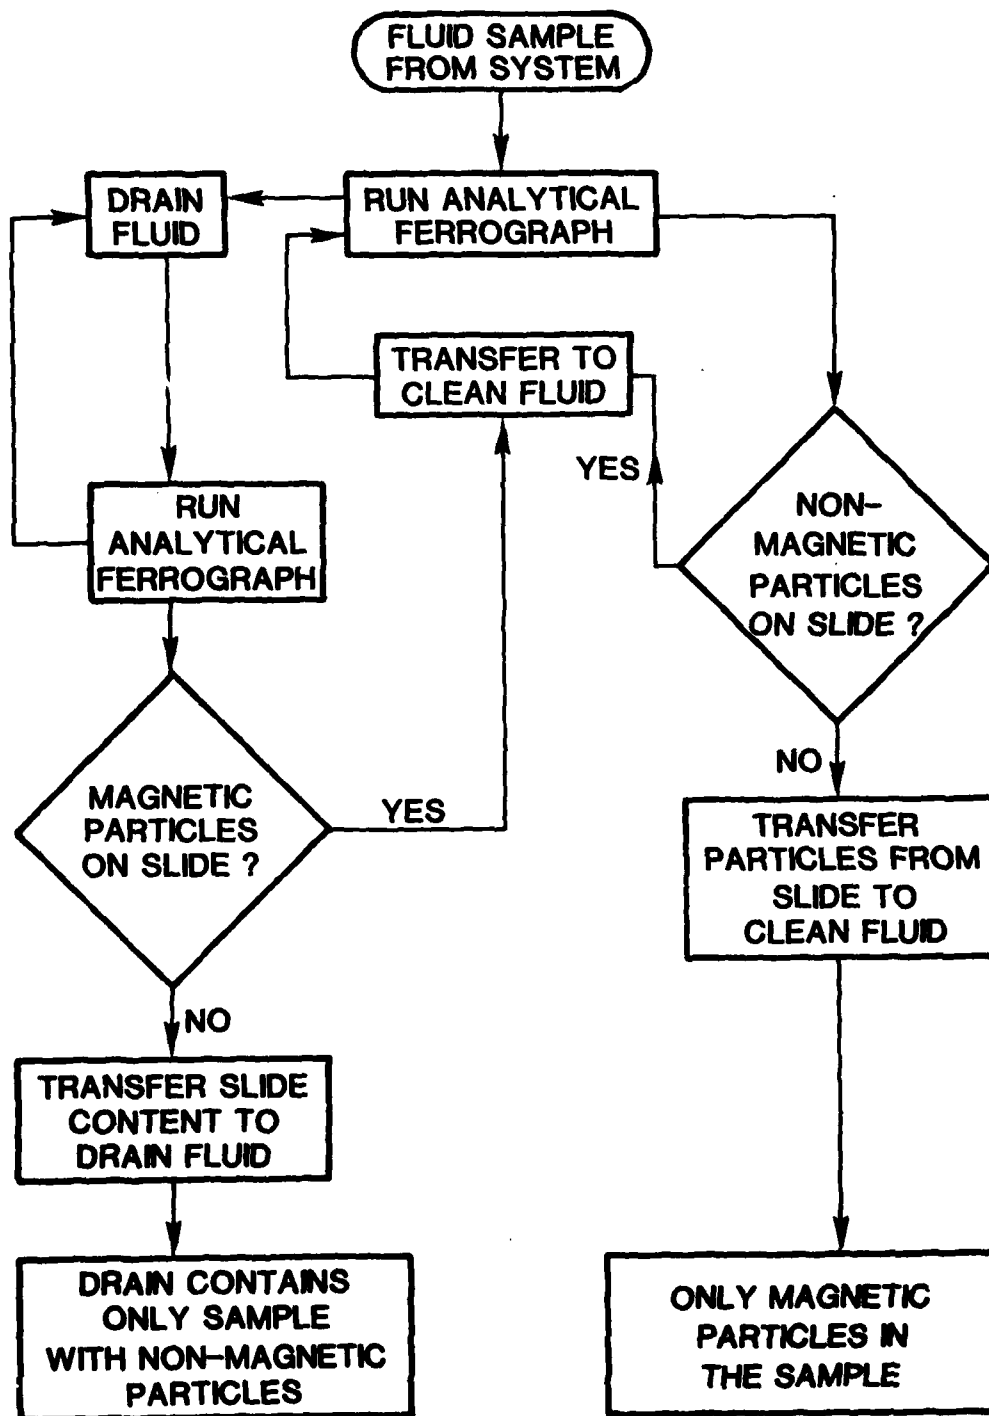 FLUID SAMPLE
FROM SYSTEM
DRAIN
FLUID
RUN ANALYTICAL
FERROGRAPH
TRANSFER TO
CLEAN FLUID
YES
NON-
MAGNETIC
PARTICLES
ON SLIDE ?
RUN
ANALYTICAL
FERROGRAPH
MAGNETIC
PARTICLES
ON SLIDE ?
YES
NO
TRANSFER
PARTICLES FROM
SLIDE TO
CLEAN FLUID
NO
TRANSFER SLIDE
CONTENT TO
DRAIN FLUID
DRAIN CONTAINS
ONLY SAMPLE
WITH NON-MAGNETIC
PARTICLES
ONLY MAGNETIC
PARTICLES IN
THE SAMPLE